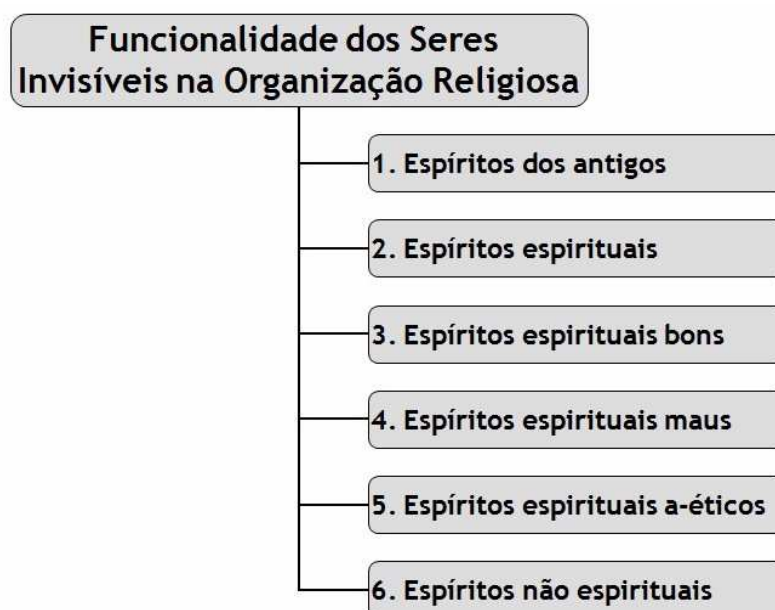 Funcionalidade dos Seres
Invisíveis na Organização Religiosa
1. Espíritos dos antigos
2. Espíritos espirituais
3. Espíritos espirituais bons
4. Espíritos espirituais maus
5. Espíritos espirituais a-éticos
6. Espíritos não espirituais